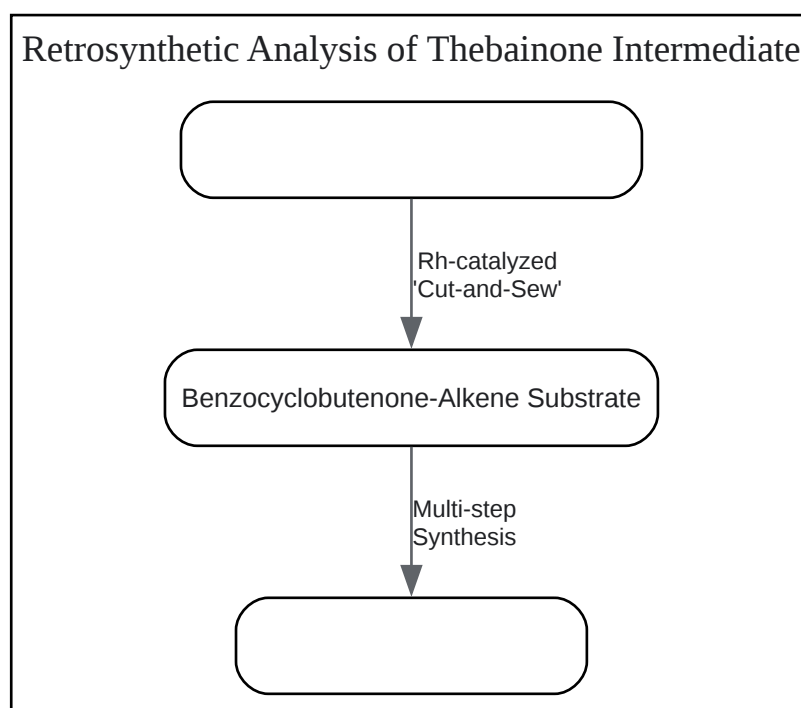 Retrosynthetic Analysis of Thebainone Intermediate
Rh-catalyzed
'Cut-and-Sew'
Benzocyclobutenone-Alkene Substrate
Multi-step
Synthesis